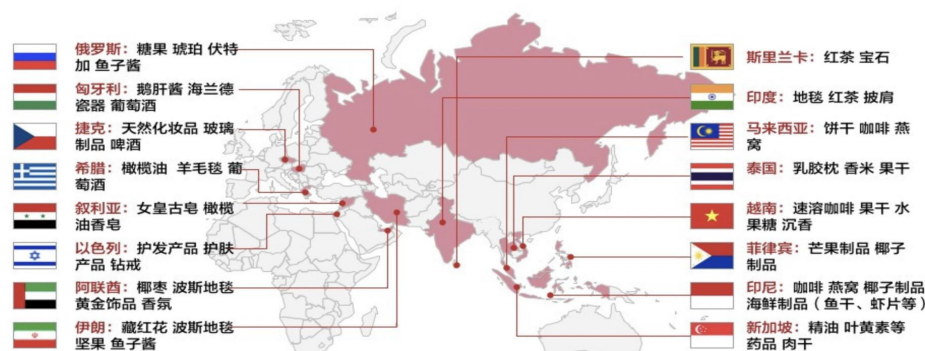 俄罗斯：糖果 琥珀 伏特
加 鱼子酱
匈牙利：鹅肝酱 海兰德
瓷器 葡萄酒
捷克：天然化妆品 玻璃
制品 啤酒
希腊：橄榄油 羊毛毯 葡
萄酒
叙利亚：女皇古皂 橄榄
油香皂
以色列：护发产品 护肤
产品 钻戒
阿联酋：椰枣 波斯地毯
黄金饰品 香氛
伊朗：藏红花 波斯地毯
坚果 鱼子酱
斯里兰卡：红茶 宝石
印度：地毯 红茶 披肩
马来西亚：饼干 咖啡 燕
窝
泰国：乳胶枕 香米 果干
越南：速溶咖啡 果干 水
果糖 沉香
菲律宾：芒果制品 椰子
制品
印尼：咖啡 燕窝 椰子制品
海鲜制品（鱼干、虾片等）
新加坡：精油 叶黄素等
药品 肉干